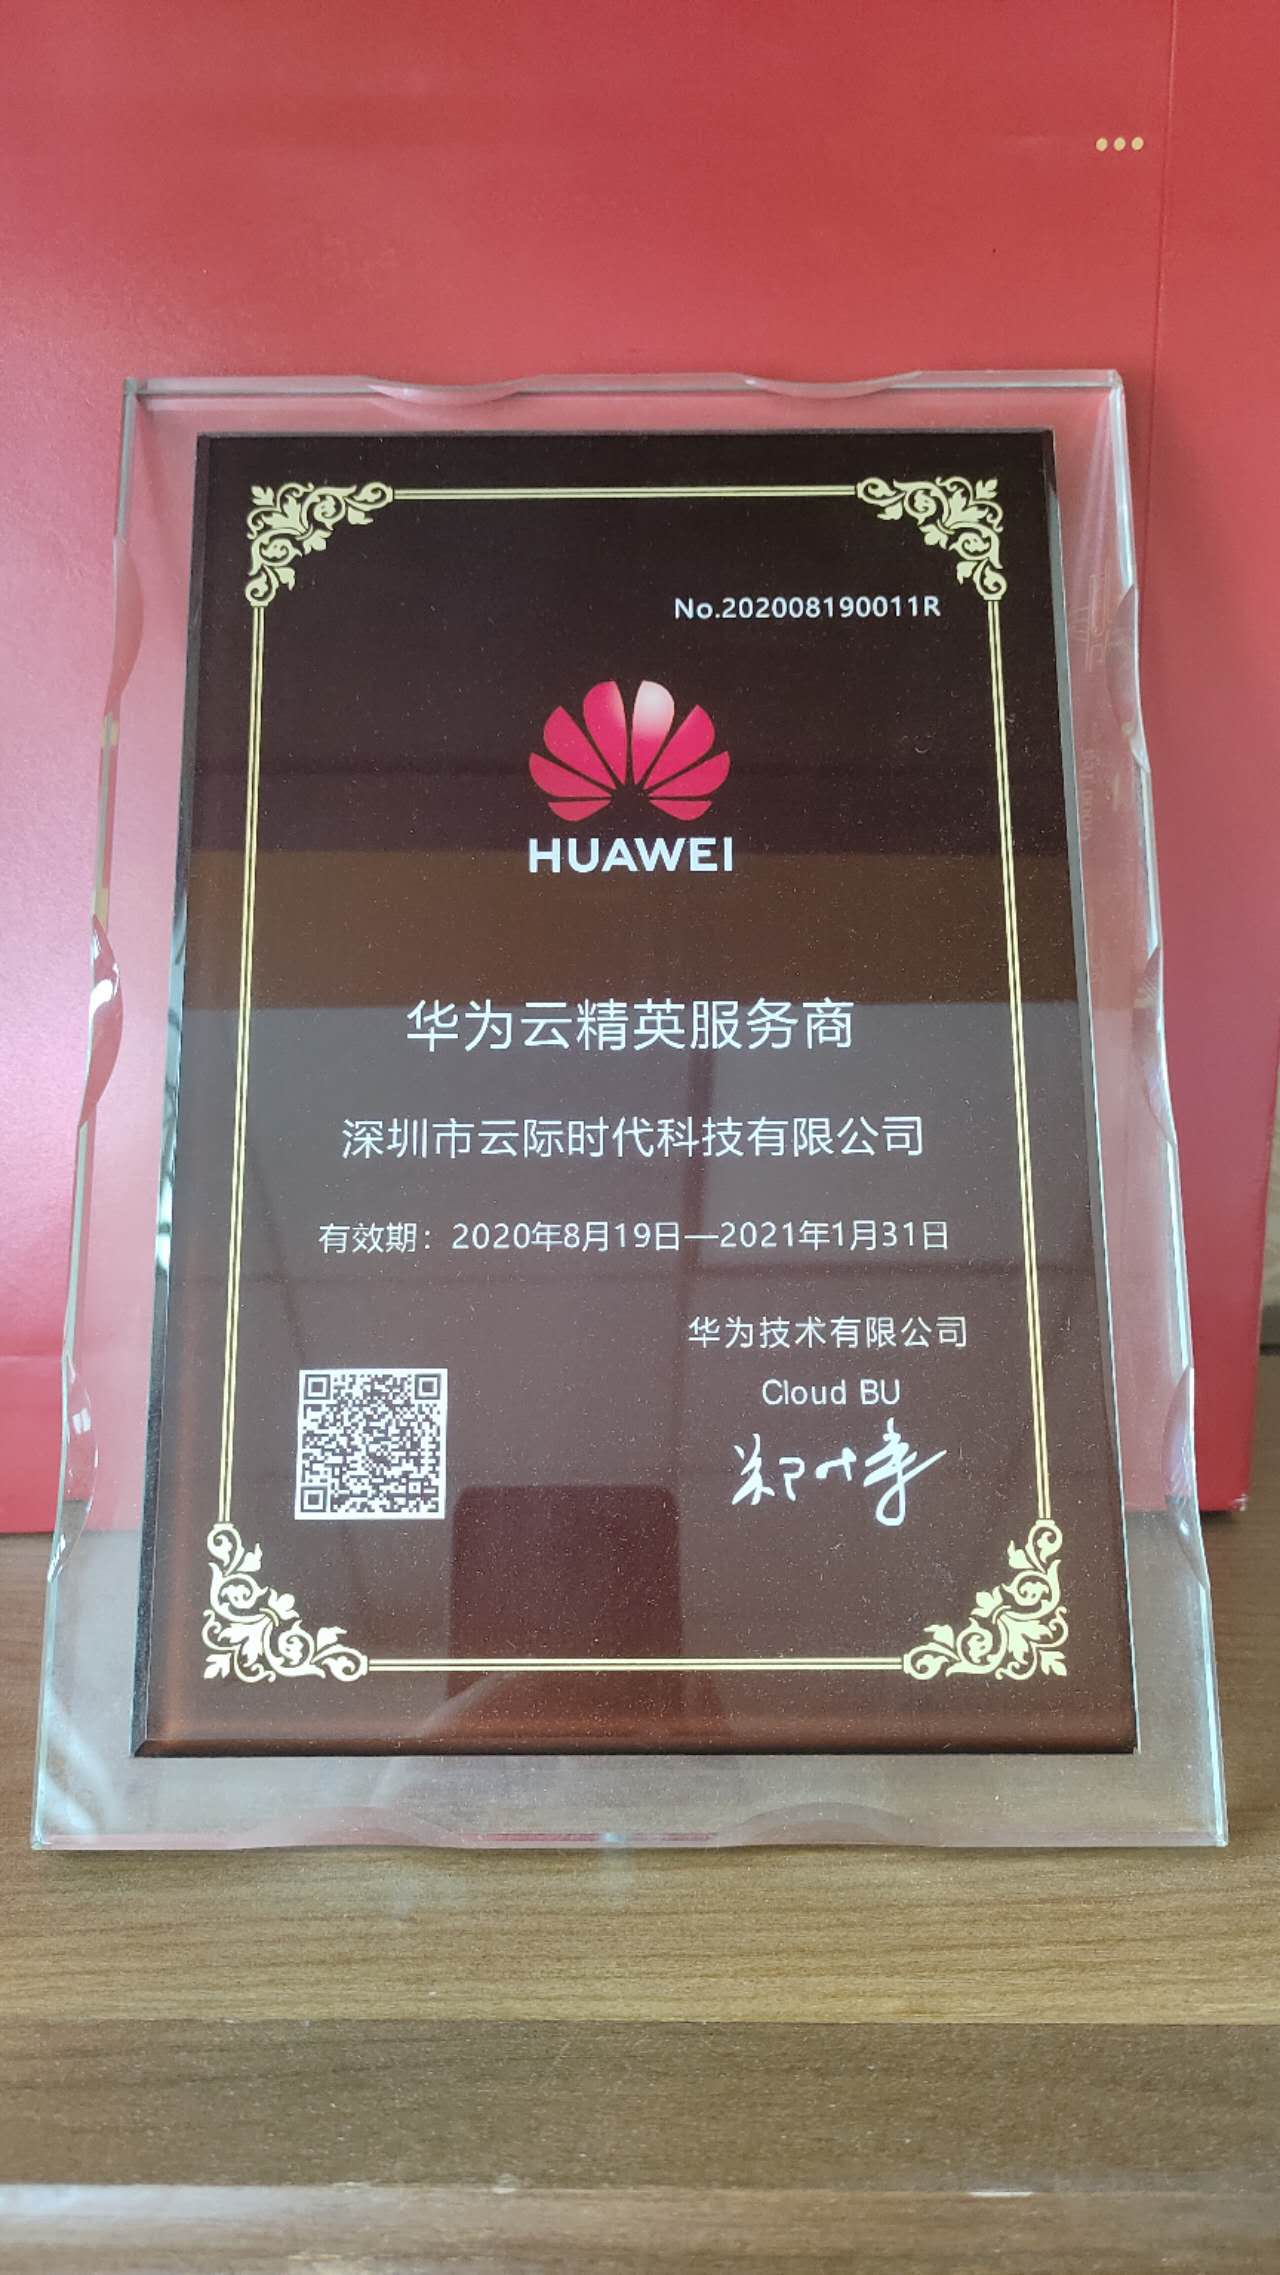 No.202008190011R
HUAWEI
华为云精英服务商
深圳市云际时代科技有限公司
有效期：2020年8月19日—2021年1月31日
华为技术有限公司
Cloud BU